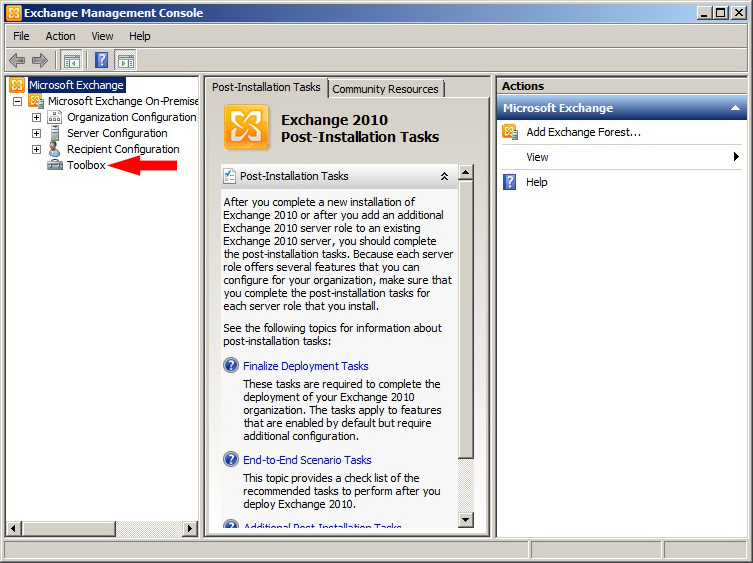 Exchange Management Console
File Action View Help
Microsoft Exchange
Microsoft Exchange On-Premise
Organization Configuration
Server Configuration
Recipient Configuration
Toolbox
Post-Installation Tasks
Community Resources
Exchange 2010
Post-Installation Tasks
Post-Installation Tasks
After you complete a new installation of
Exchange 2010 or after you add an additional
Exchange 2010 server role to an existing
Exchange 2010 server, you should complete
the post-installation tasks. Because each server
role offers several features that you can
configure for your organization, make sure that
you complete the post-installation tasks for
each server role that you install.
See the following topics for information about
post-installation tasks:
Finalize Deployment Tasks
These tasks are required to complete the
deployment of your Exchange 2010
organization. The tasks apply to features
that are enabled by default but require
additional configuration.
End-to-End Scenario Tasks
This topic provides a check list of the
recommended tasks to perform after you
deploy Exchange 2010.
Additional Post-Installation Tasks
Actions
Microsoft Exchange
Add Exchange Forest...
View
Help